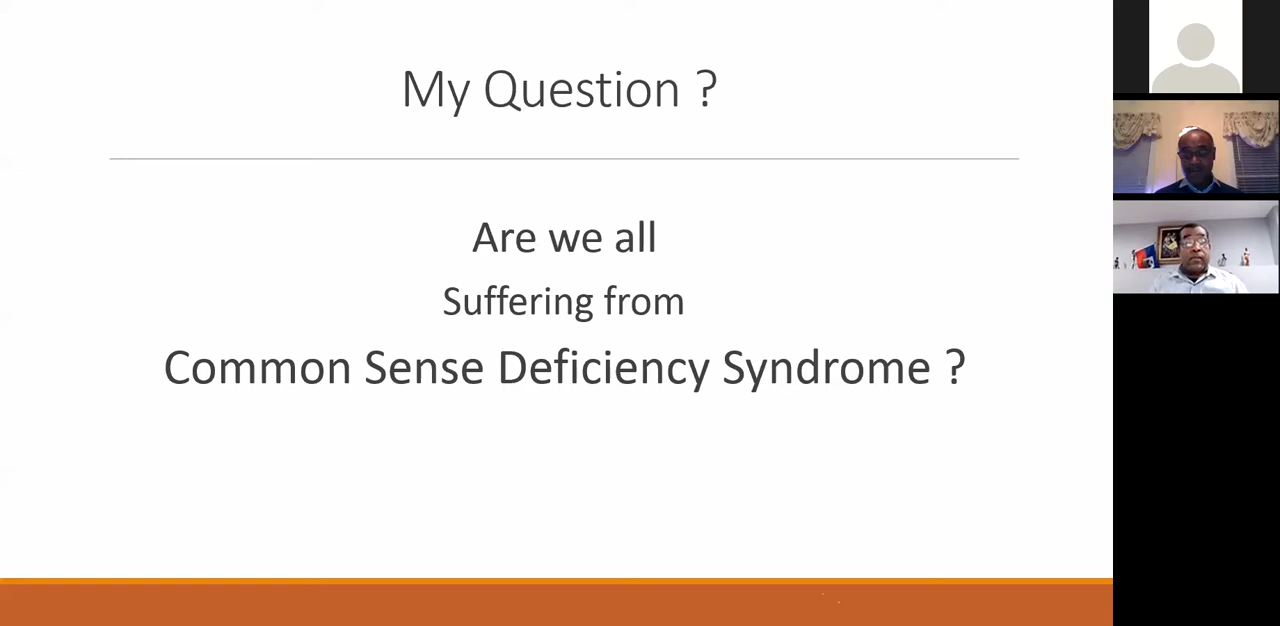 My Question ?
Are we all
Suffering from
Common Sense Deficiency Syndrome ?